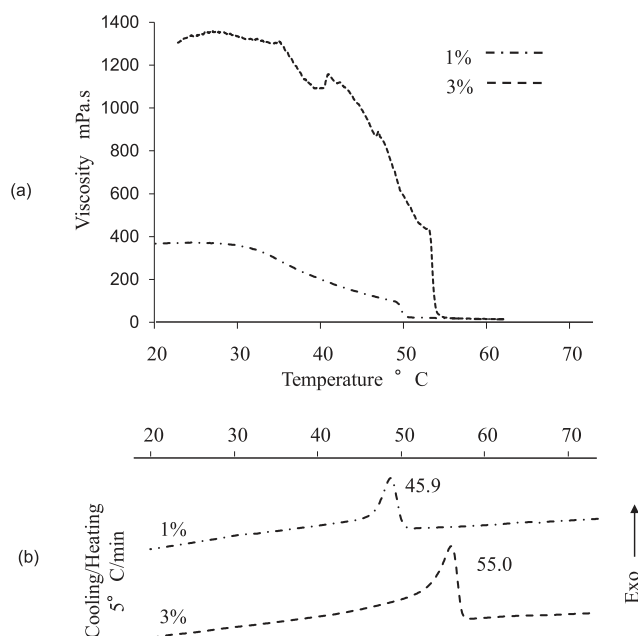 (a)
Viscosity mPa.s
1400
1200
1000
800
600
400
200
0
1%
3%
20 30 40 50 60 70
Temperature ° C
(b)
Cooling/Heating
5° C/min
20 30 40 50 60 70
45.9
1%
55.0
3%
Exo